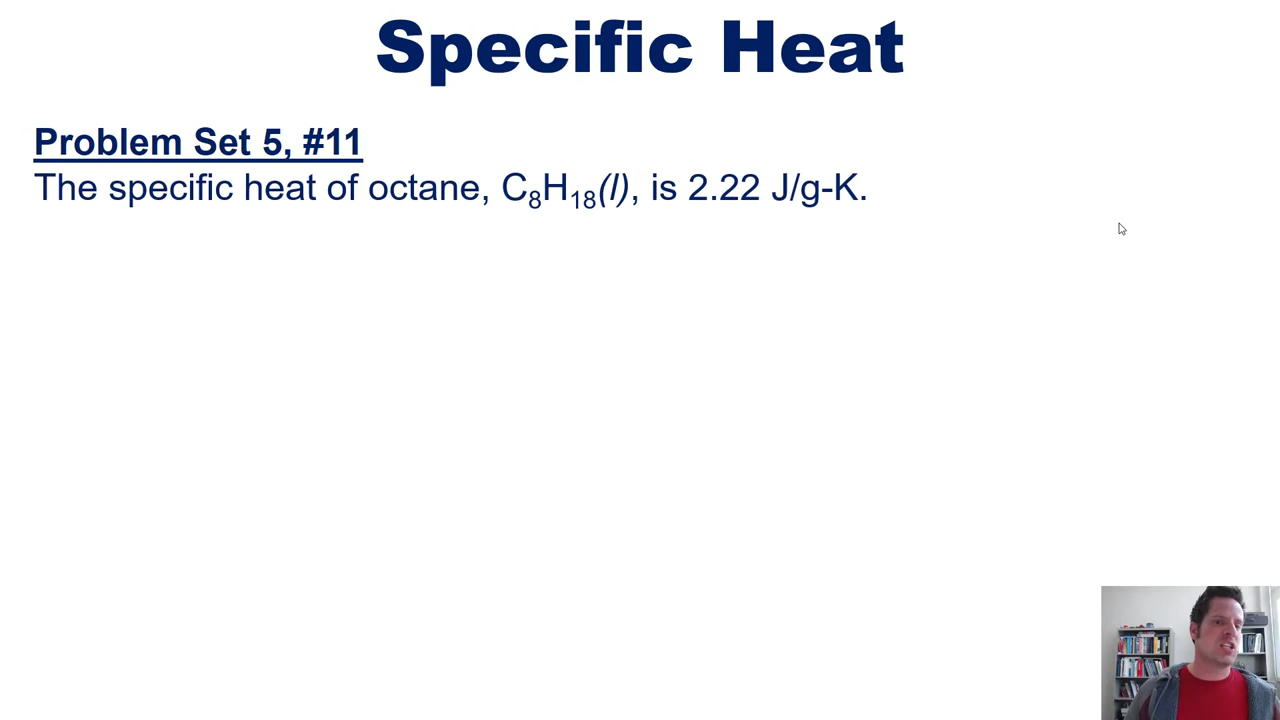 Specific Heat
Problem Set 5, #11
The specific heat of octane, C₈H₁₈(l), is 2.22 J/g-K.